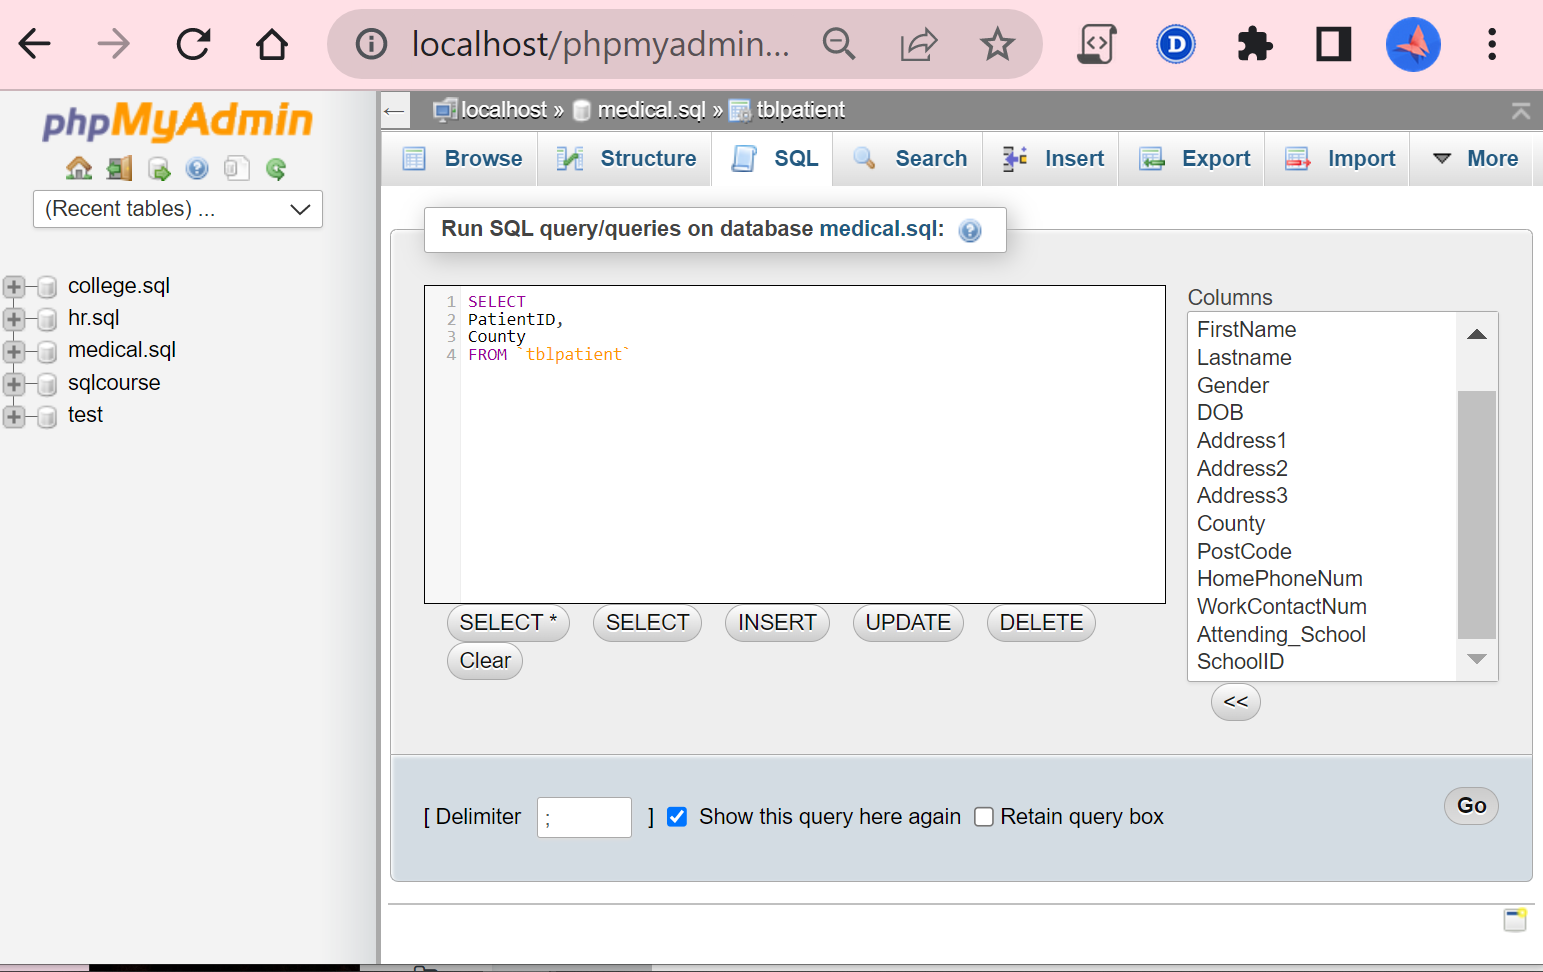 localhost/phpmyadmin...
D
phpMyAdmin
(Recent tables) ...
college.sql
hr.sql
medical.sql
sqlcourse
test
← localhost » medical.sql » tblpatient
Browse Structure SQL Search Insert Export Import More
Run SQL query/queries on database medical.sql:
1 SELECT
2 PatientID,
3 County
4 FROM `tblpatient`
Columns
FirstName
Lastname
Gender
DOB
Address1
Address2
Address3
County
PostCode
HomePhoneNum
WorkContactNum
Attending_School
SchoolID
<<
SELECT * SELECT INSERT UPDATE DELETE
Clear
[ Delimiter ; ] Show this query here again Retain query box Go